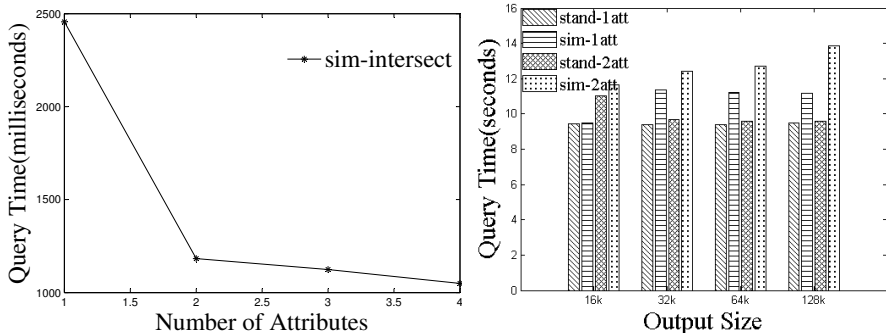 2500
2000
1500
1000
1
1.5
2
2.5
3
3.5
4
Query Time(milliseconds)
Number of Attributes
sim-intersect
16
14
12
10
8
6
4
2
0
Query Time(seconds)
stand-1att
sim-1att
stand-2att
sim-2att
16k
32k
64k
128k
Output Size